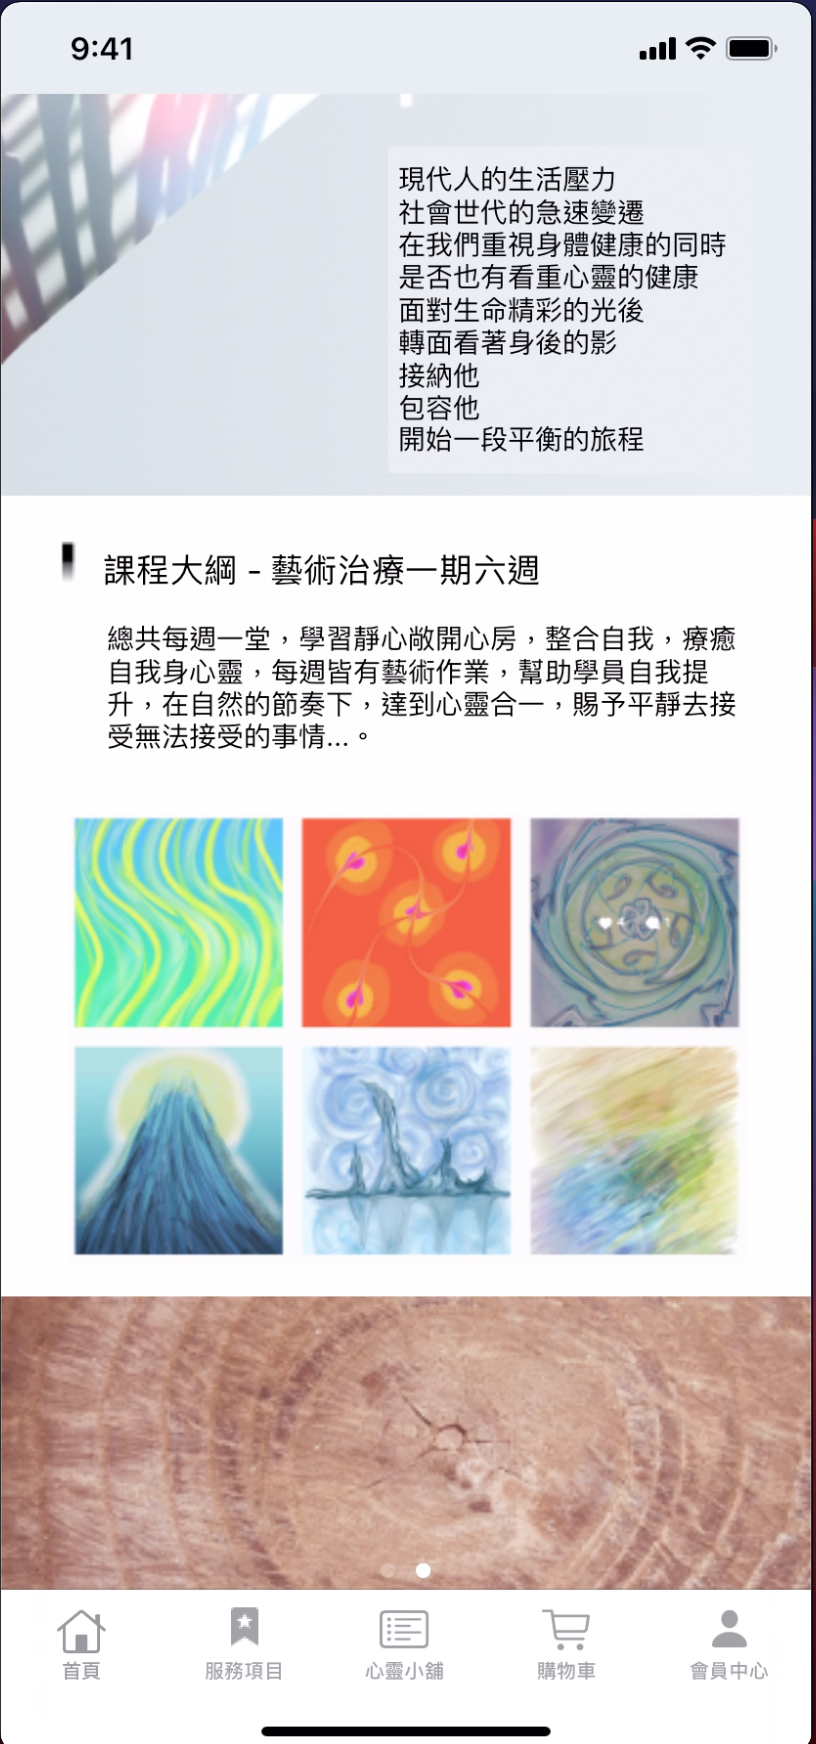 9:41
現代人的生活壓力
社會世代的急速變遷
在我們重視身體健康的同時
是否也有看重心靈的健康
面對生命精彩的光後
轉面看著身後的影
接納他
包容他
開始一段平衡的旅程
課程大綱 - 藝術治療一期六週
總共每週一堂，學習靜心敞開心房，整合自我，療癒
自我身心靈，每週皆有藝術作業，幫助學員自我提
升，在自然的節奏下，達到心靈合一，賜予平靜去接
受無法接受的事情...。
4 1
首頁 服務項目 心靈小舖 購物車 會員中心